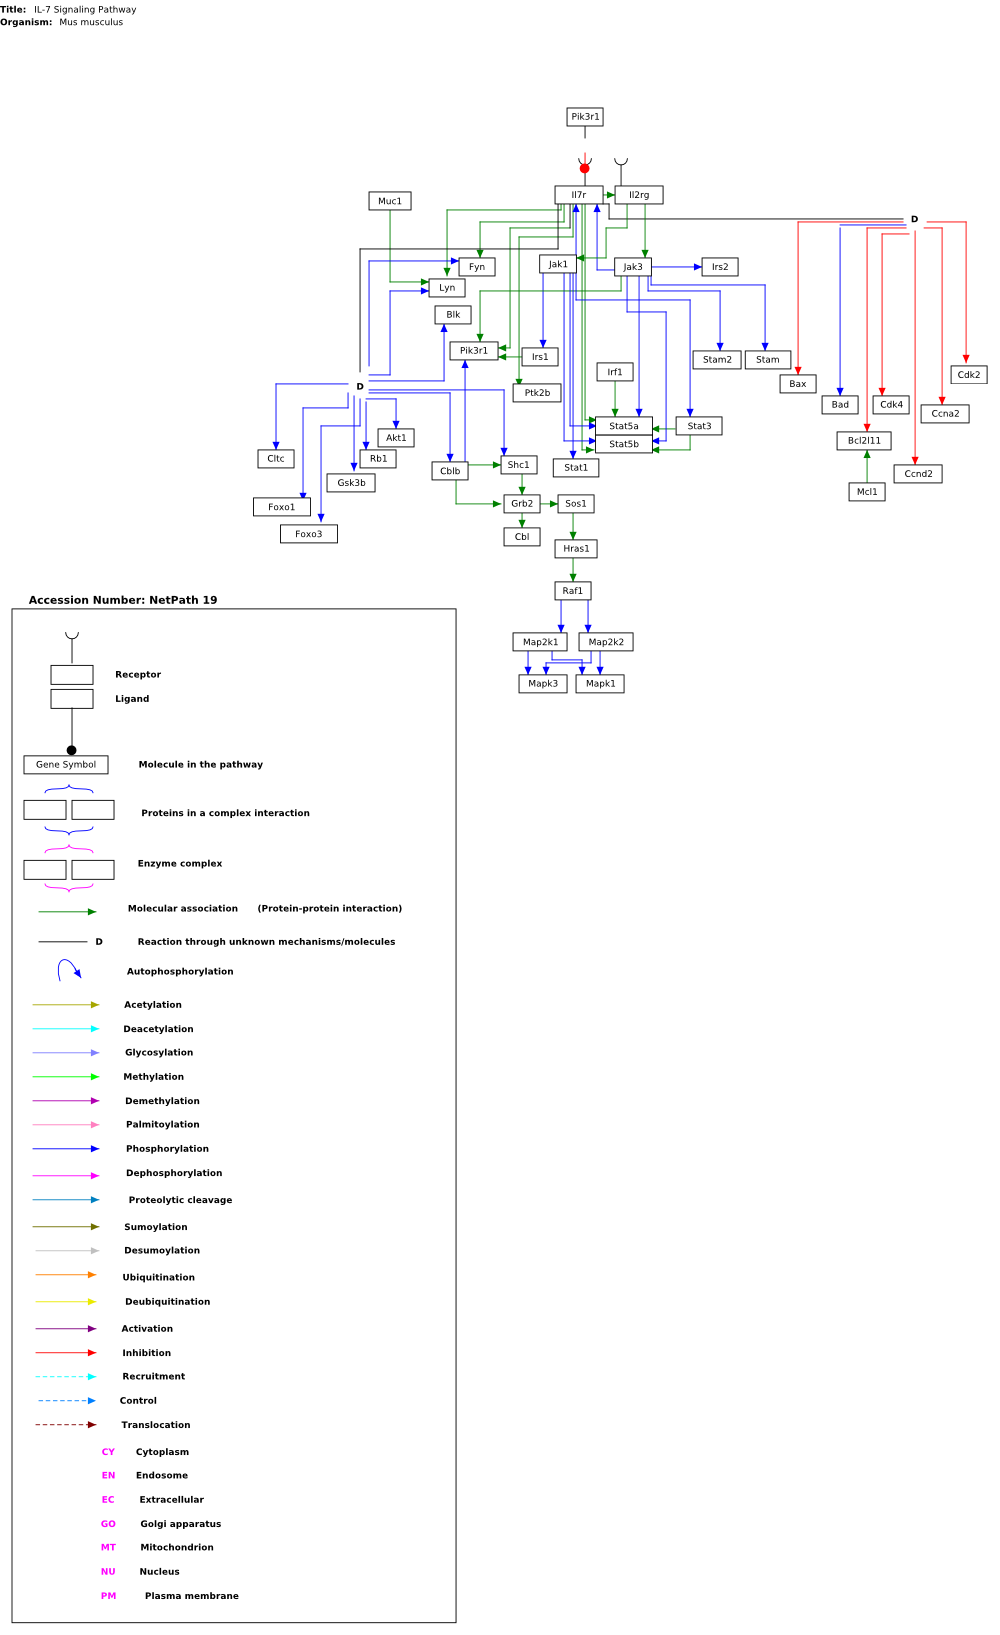 Title: IL-7 Signaling Pathway
Organism: Mus musculus
Pik3r1
Muc1
Il7r
Il2rg
D
Fyn
Jak1
Jak3
Irs2
Lyn
Blk
Pik3r1
Irs1
Stam2
Stam
Irf1
Cdk2
Bax
D
Ptk2b
Bad
Cdk4
Ccna2
Stat5a
Stat3
Akt1
Stat5b
Bcl2l11
Cltc
Rb1
Cblb
Shc1
Stat1
Ccnd2
Gsk3b
Mcl1
Foxo1
Grb2
Sos1
Foxo3
Cbl
Hras1
Raf1
Accession Number: NetPath 19
Map2k1
Map2k2
Mapk3
Mapk1
Receptor
Ligand
Gene Symbol Molecule in the pathway
Proteins in a complex interaction
Enzyme complex
Molecular association (Protein-protein interaction)
D Reaction through unknown mechanisms/molecules
Autophosphorylation
Acetylation
Deacetylation
Glycosylation
Methylation
Demethylation
Palmitoylation
Phosphorylation
Dephosphorylation
Proteolytic cleavage
Sumoylation
Desumoylation
Ubiquitination
Deubiquitination
Activation
Inhibition
Recruitment
Control
Translocation
CY Cytoplasm
EN Endosome
EC Extracellular
GO Golgi apparatus
MT Mitochondrion
NU Nucleus
PM Plasma membrane